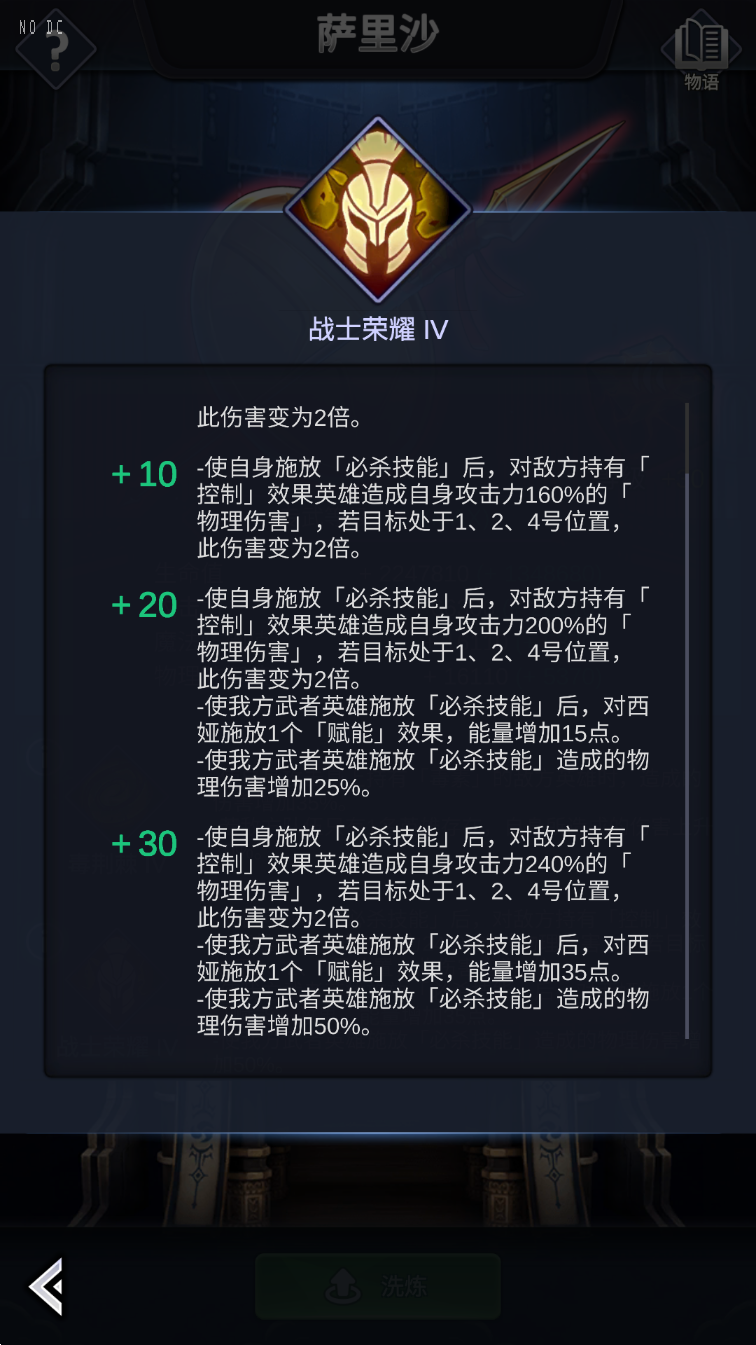 NO DC
萨里沙
物语
战士荣耀 IV
此伤害变为2倍。
+10
-使自身施放「必杀技能」后，对敌方持有「
控制」效果英雄造成自身攻击力160%的「
物理伤害」，若目标处于1、2、4号位置，
此伤害变为2倍。
+20
-使自身施放「必杀技能」后，对敌方持有「
控制」效果英雄造成自身攻击力200%的「
物理伤害」，若目标处于1、2、4号位置，
此伤害变为2倍。
-使我方武者英雄施放「必杀技能」后，对西
娅施放1个「赋能」效果，能量增加15点。
-使我方武者英雄施放「必杀技能」造成的物
理伤害增加25%。
+30
-使自身施放「必杀技能」后，对敌方持有「
控制」效果英雄造成自身攻击力240%的「
物理伤害」，若目标处于1、2、4号位置，
此伤害变为2倍。
-使我方武者英雄施放「必杀技能」后，对西
娅施放1个「赋能」效果，能量增加35点。
-使我方武者英雄施放「必杀技能」造成的物
理伤害增加50%。
洗炼